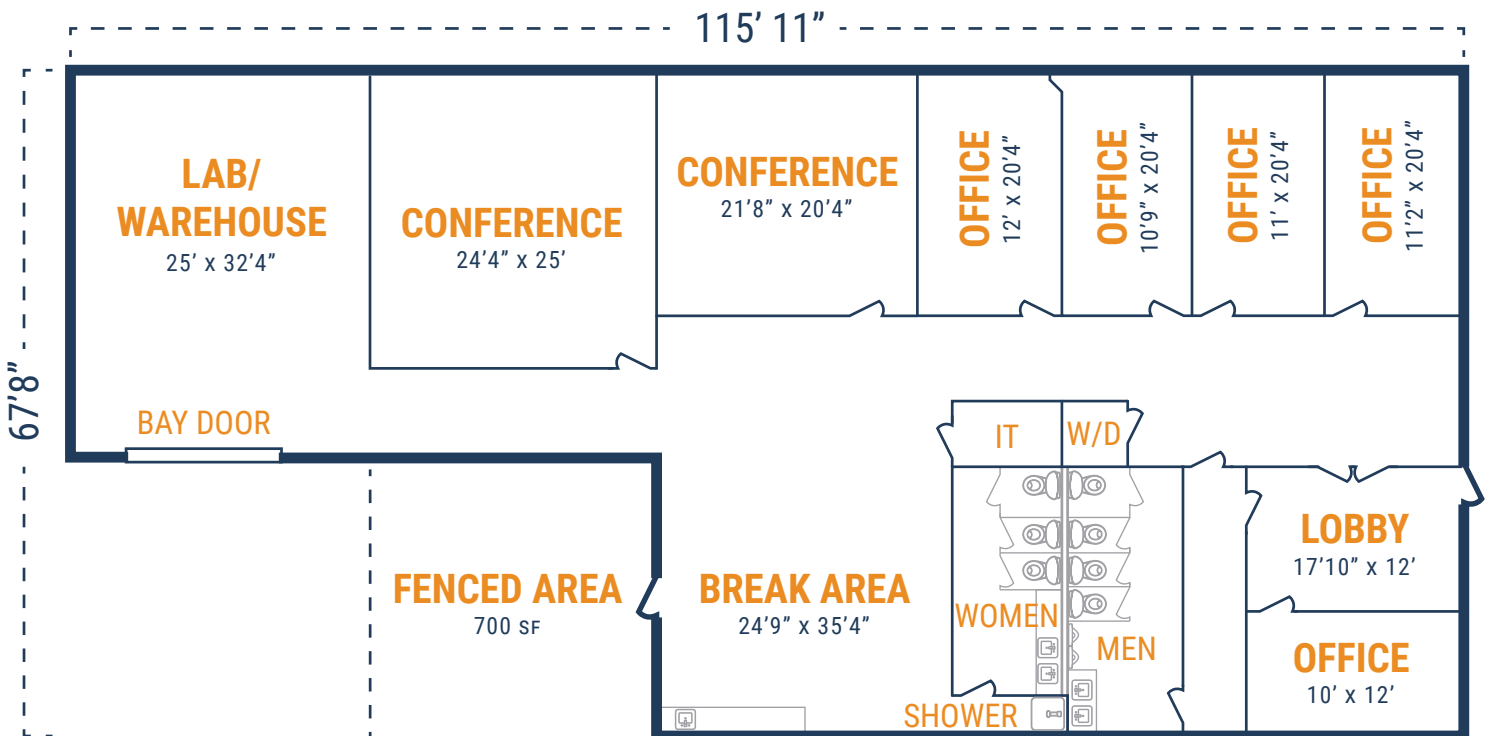 115’ 11”
67’8”
LAB/
WAREHOUSE
25’ x 32’4”
CONFERENCE
24’4” x 25’
CONFERENCE
21’8” x 20’4”
OFFICE
12’ x 20’4”
OFFICE
10’9” x 20’4”
OFFICE
11’ x 20’4”
OFFICE
11’2” x 20’4”
BAY DOOR
IT
W/D
FENCED AREA
700 SF
BREAK AREA
24’9” x 35’4”
WOMEN
MEN
SHOWER
LOBBY
17’10” x 12’
OFFICE
10’ x 12’